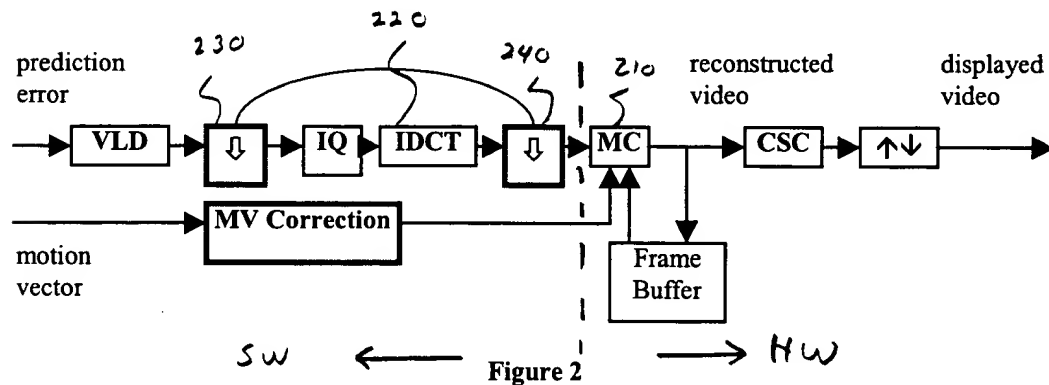 230
220
240
210
prediction error
reconstructed video
displayed video
VLD
⇩
IQ
IDCT
⇩
MC
CSC
↑↓
MV Correction
motion vector
Frame Buffer
SW
HW
Figure 2